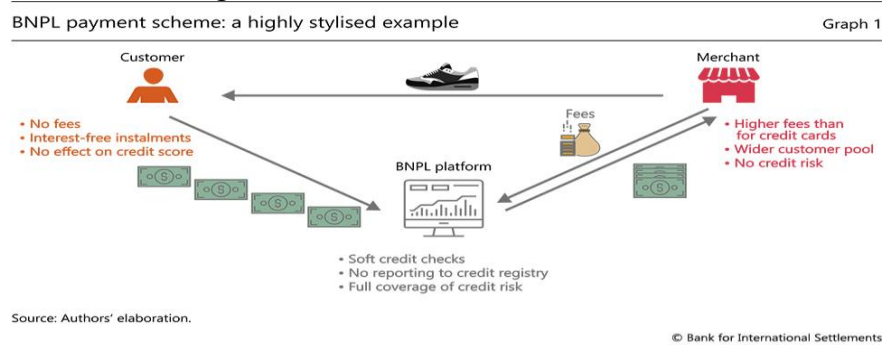 BNPL payment scheme: a highly stylised example
Graph 1
Customer
Merchant
• No fees
• Interest-free instalments
• No effect on credit score
Fees
• Higher fees than
for credit cards
• Wider customer pool
• No credit risk
BNPL platform
• Soft credit checks
• No reporting to credit registry
• Full coverage of credit risk
Source: Authors’ elaboration.
© Bank for International Settlements